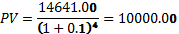 PV = 14641.00 / (1 + 0.1)⁴ = 10000.00